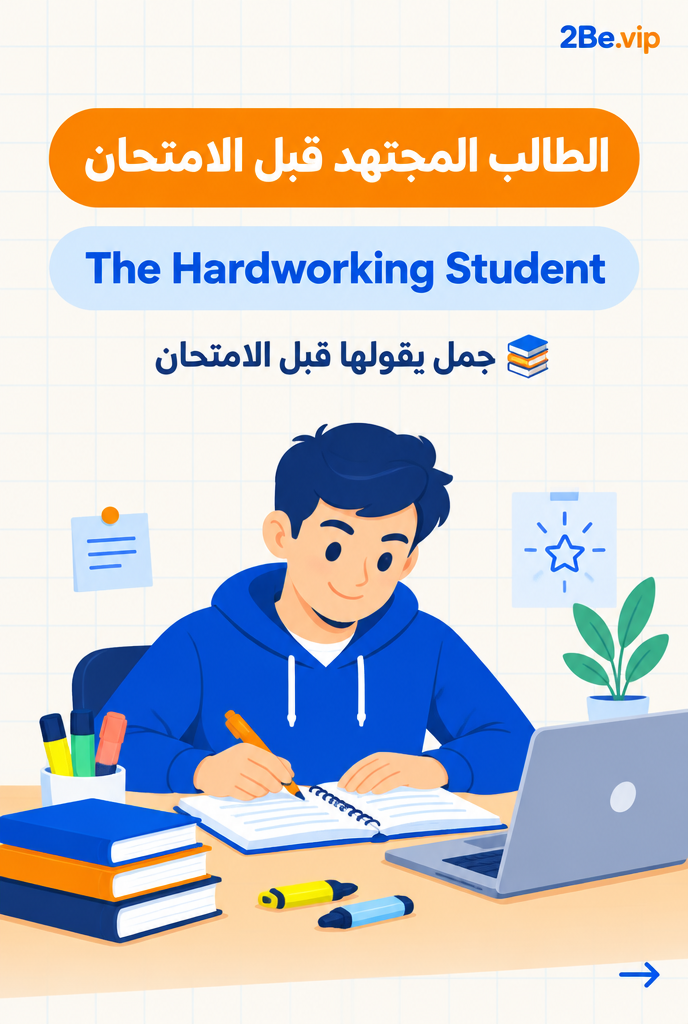 2Be.vip
الطالب المجتهد قبل الامتحان
The Hardworking Student
جمل يقولها قبل الامتحان